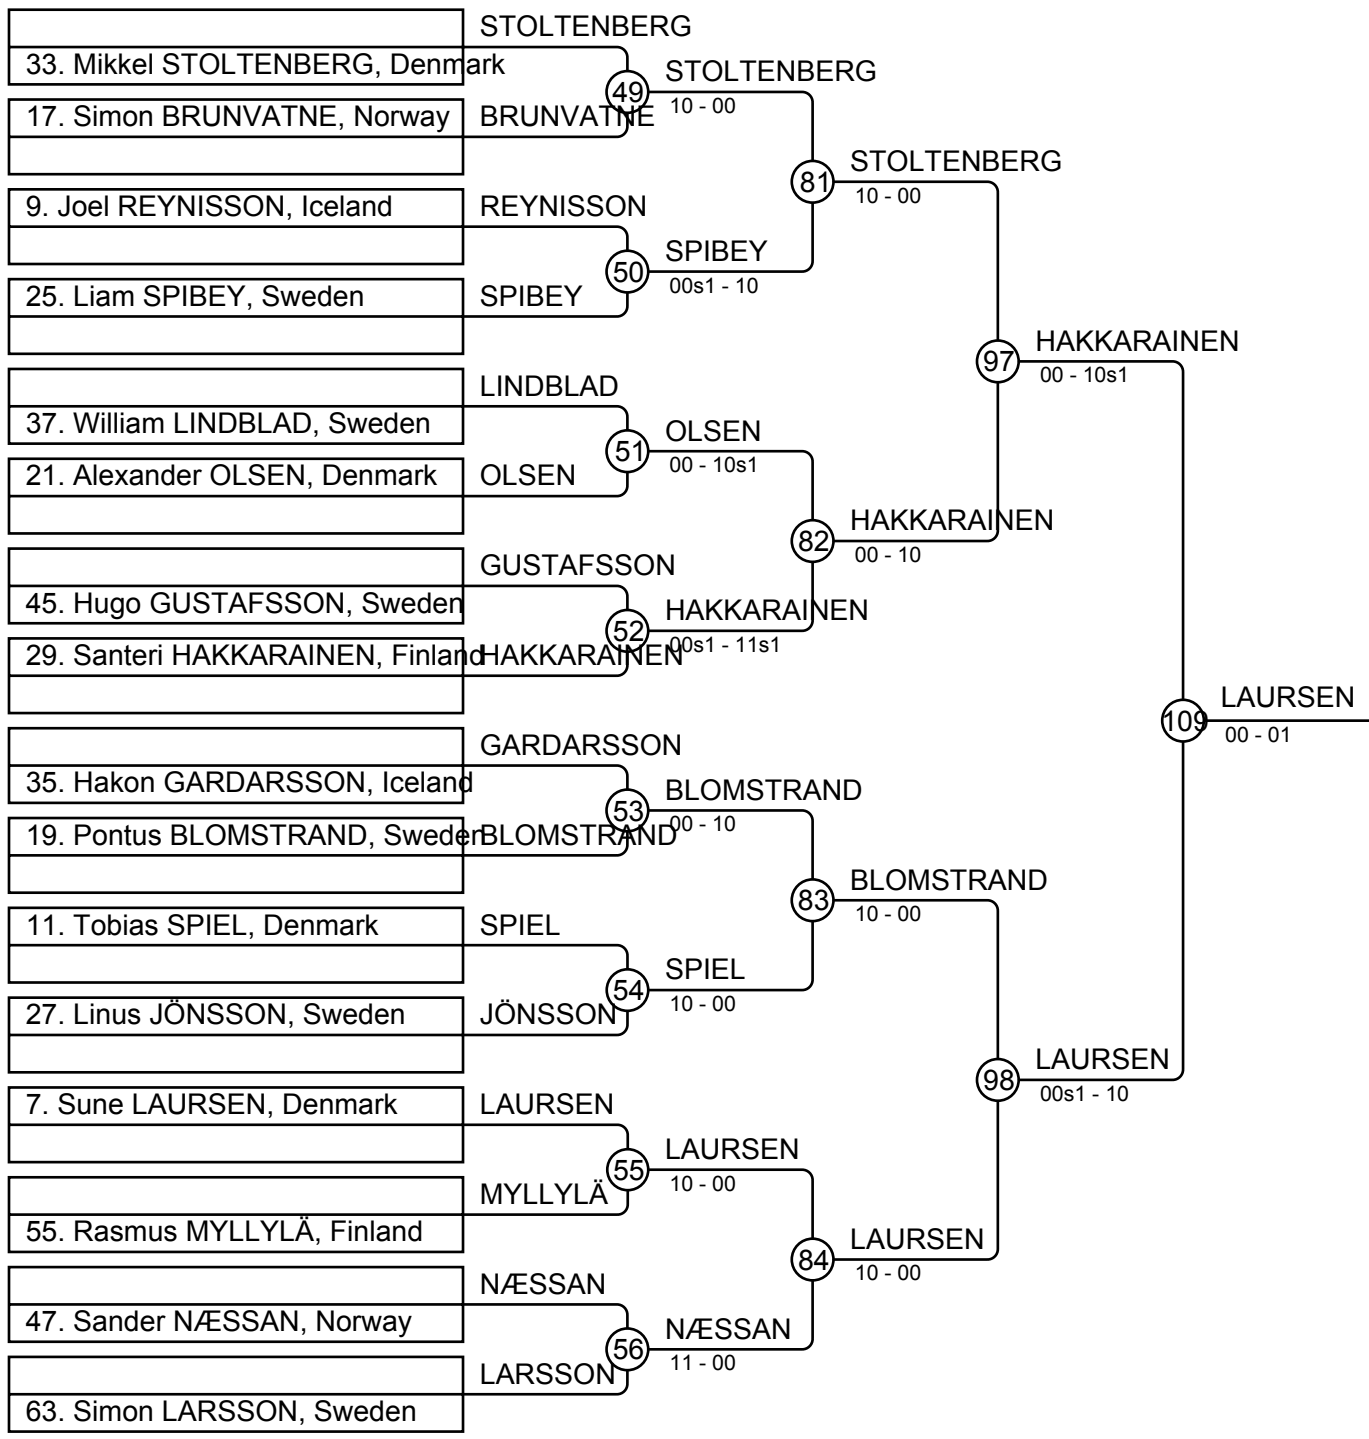 STOLTENBERG
33. Mikkel STOLTENBERG, Denmark
49
STOLTENBERG
10 - 00
17. Simon BRUNVATNE, Norway
BRUNVATNE
81
STOLTENBERG
10 - 00
9. Joel REYNISSON, Iceland
REYNISSON
50
SPIBEY
00s1 - 10
25. Liam SPIBEY, Sweden
SPIBEY
97
HAKKARAINEN
00 - 10s1
LINDBLAD
37. William LINDBLAD, Sweden
51
OLSEN
00 - 10s1
21. Alexander OLSEN, Denmark
OLSEN
82
HAKKARAINEN
00 - 10
GUSTAFSSON
45. Hugo GUSTAFSSON, Sweden
52
HAKKARAINEN
00s1 - 11s1
29. Santeri HAKKARAINEN, Finland
HAKKARAINEN
109
LAURSEN
00 - 01
GARDARSSON
35. Hakon GARDARSSON, Iceland
53
BLOMSTRAND
00 - 10
19. Pontus BLOMSTRAND, Sweden
BLOMSTRAND
83
BLOMSTRAND
10 - 00
11. Tobias SPIEL, Denmark
SPIEL
54
SPIEL
10 - 00
27. Linus JÖNSSON, Sweden
JÖNSSON
98
LAURSEN
00s1 - 10
7. Sune LAURSEN, Denmark
LAURSEN
55
LAURSEN
10 - 00
MYLLYLÄ
55. Rasmus MYLLYLÄ, Finland
84
LAURSEN
10 - 00
NÆSSAN
47. Sander NÆSSAN, Norway
56
NÆSSAN
11 - 00
LARSSON
63. Simon LARSSON, Sweden